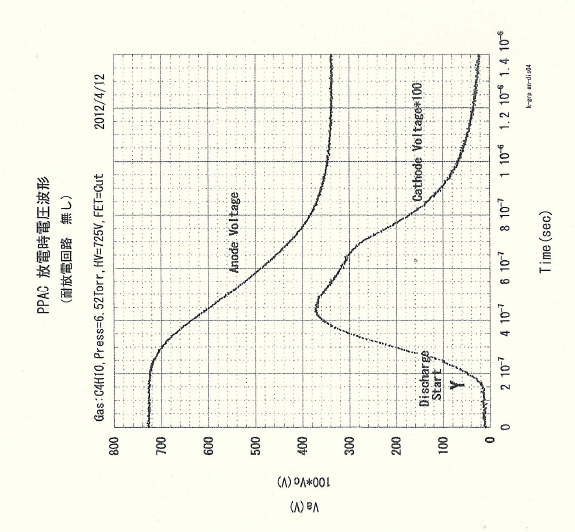 PPAC 放電時電圧波形
(耐放電回路 無し)
Gas:C4H10, Press=6.52Torr, HV=725V, FET=Cut 2012/4/12
800
700
600
500
400
300
200
100
0
Va (V)
100*Vc (V)
Anode Voltage
Cathode Voltage*100
Discharge
Start
0 2 10⁻⁷ 4 10⁻⁷ 6 10⁻⁷ 8 10⁻⁷ 1 10⁻⁶ 1.2 10⁻⁶ 1.4 10⁻⁶
Time(sec)